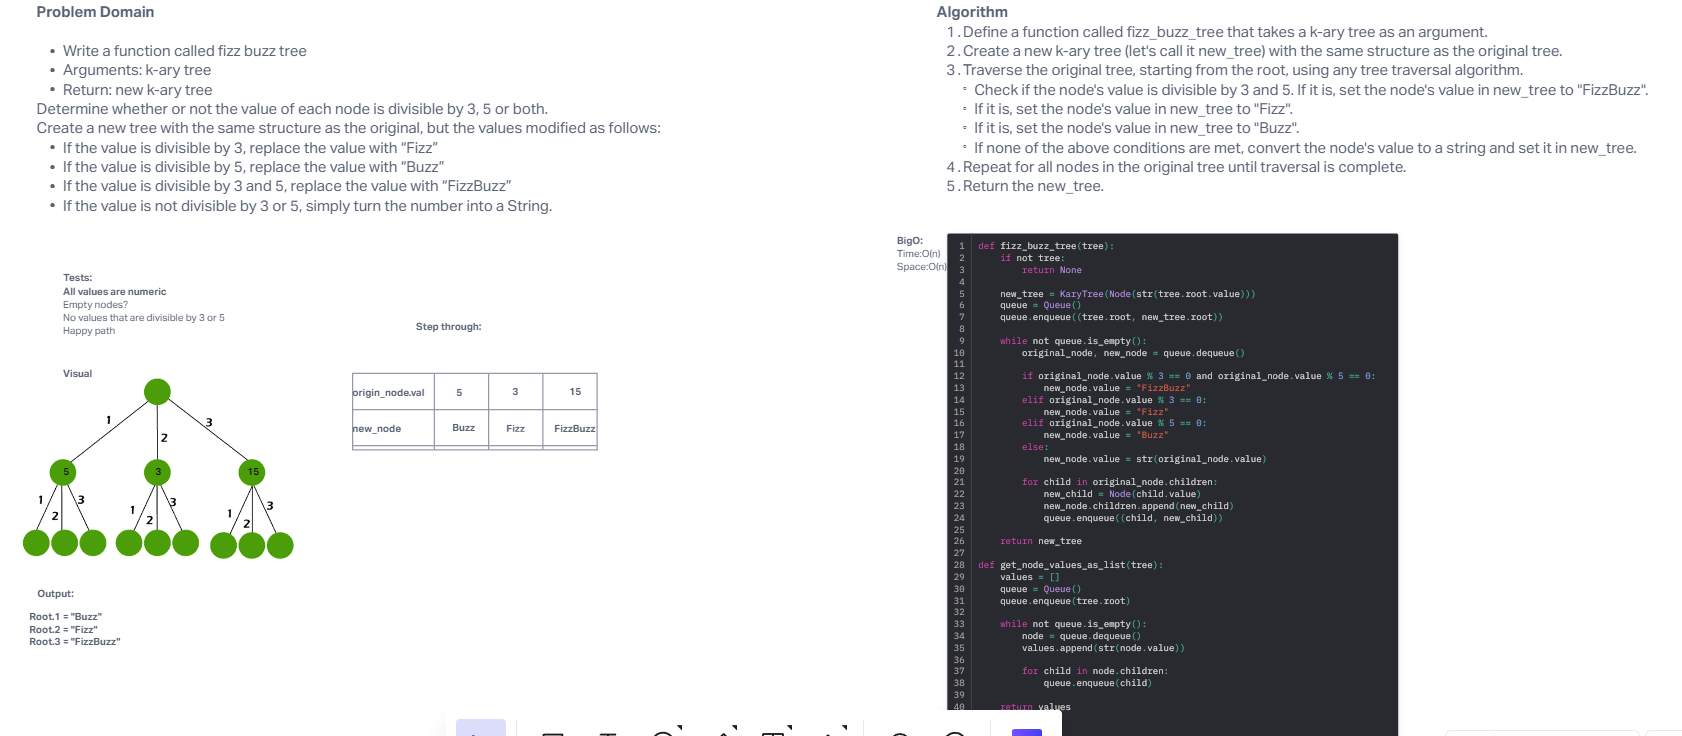 Problem Domain
• Write a function called fizz buzz tree
• Arguments: k-ary tree
• Return: new k-ary tree
Determine whether or not the value of each node is divisible by 3, 5 or both.
Create a new tree with the same structure as the original, but the values modified as follows:
• If the value is divisible by 3, replace the value with “Fizz”
• If the value is divisible by 5, replace the value with “Buzz”
• If the value is divisible by 3 and 5, replace the value with “FizzBuzz”
• If the value is not divisible by 3 or 5, simply turn the number into a String.
Tests:
All values are numeric
Empty nodes?
No values that are divisible by 3 or 5
Happy path
Visual
1 2 3
5 3 15
1 2 3 1 2 3 1 2 3
Output:
Root.1 = "Buzz"
Root.2 = "Fizz"
Root.3 = "FizzBuzz"
Step through:
origin_node.val 5 3 15
new_node Buzz Fizz FizzBuzz
Algorithm
1. Define a function called fizz_buzz_tree that takes a k-ary tree as an argument.
2. Create a new k-ary tree (let's call it new_tree) with the same structure as the original tree.
3. Traverse the original tree, starting from the root, using any tree traversal algorithm.
◦ Check if the node's value is divisible by 3 and 5. If it is, set the node's value in new_tree to "FizzBuzz".
◦ If it is, set the node's value in new_tree to "Fizz".
◦ If it is, set the node's value in new_tree to "Buzz".
◦ If none of the above conditions are met, convert the node's value to a string and set it in new_tree.
4. Repeat for all nodes in the original tree until traversal is complete.
5. Return the new_tree.
BigO:
Time:O(n)
Space:O(n)
1 def fizz_buzz_tree(tree):
2     if not tree:
3         return None
4
5     new_tree = KaryTree(Node(str(tree.root.value)))
6     queue = Queue()
7     queue.enqueue((tree.root, new_tree.root))
8
9     while not queue.is_empty():
10         original_node, new_node = queue.dequeue()
11
12         if original_node.value % 3 == 0 and original_node.value % 5 == 0:
13             new_node.value = "FizzBuzz"
14         elif original_node.value % 3 == 0:
15             new_node.value = "Fizz"
16         elif original_node.value % 5 == 0:
17             new_node.value = "Buzz"
18         else:
19             new_node.value = str(original_node.value)
20
21         for child in original_node.children:
22             new_child = Node(child.value)
23             new_node.children.append(new_child)
24             queue.enqueue((child, new_child))
25
26     return new_tree
27
28 def get_node_values_as_list(tree):
29     values = []
30     queue = Queue()
31     queue.enqueue(tree.root)
32
33     while not queue.is_empty():
34         node = queue.dequeue()
35         values.append(str(node.value))
36
37         for child in node.children:
38             queue.enqueue(child)
39
40     return values